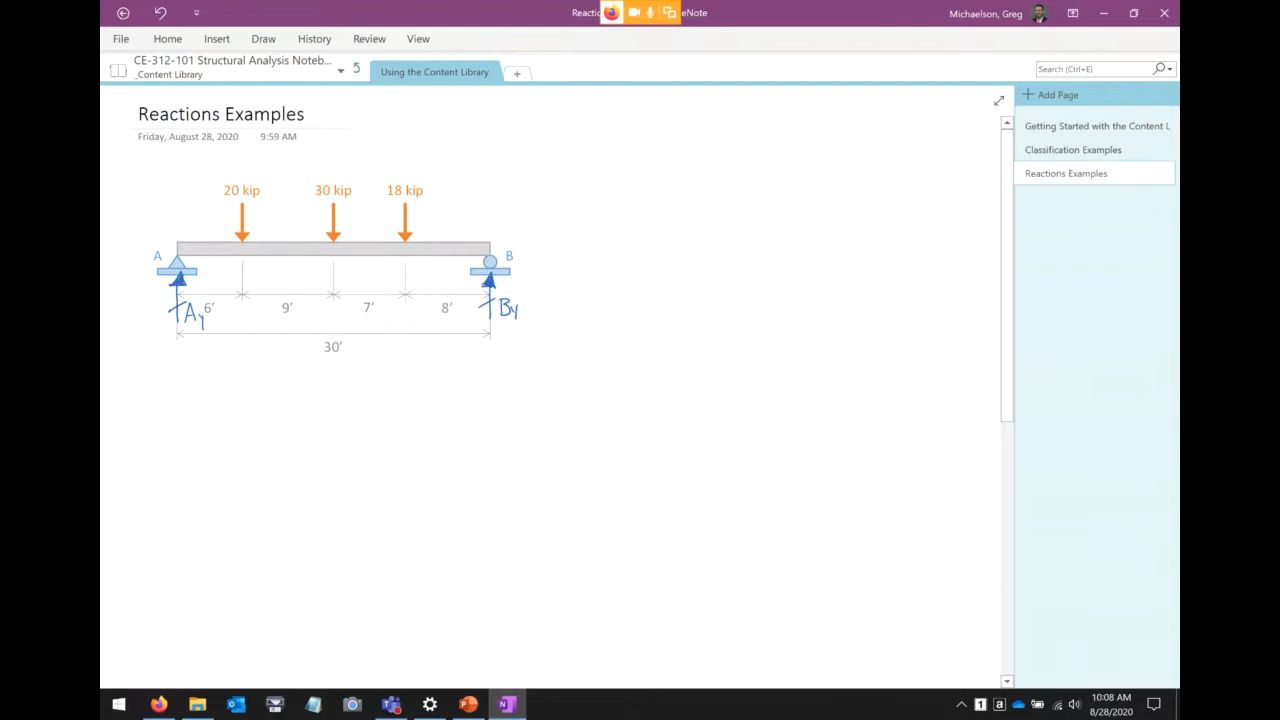 Reactio eNote
Michaelson, Greg
File Home Insert Draw History Review View
CE-312-101 Structural Analysis Noteb...
_Content Library
Using the Content Library
+
Search (Ctrl+E)
Add Page
Getting Started with the Content L
Classification Examples
Reactions Examples
Reactions Examples
Friday, August 28, 2020 9:59 AM
20 kip 30 kip 18 kip
A B
Ay 6' 9' 7' 8' By
30'
10:08 AM
8/28/2020